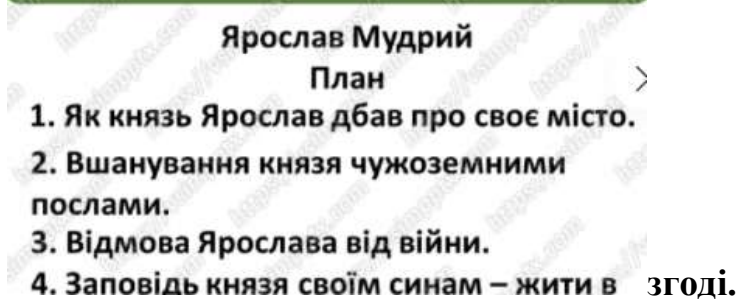 Ярослав Мудрий
План
1. Як князь Ярослав дбав про своє місто.
2. Вшанування князя чужоземними
послами.
3. Відмова Ярослава від війни.
4. Заповідь князя своїм синам – жити в згоді.